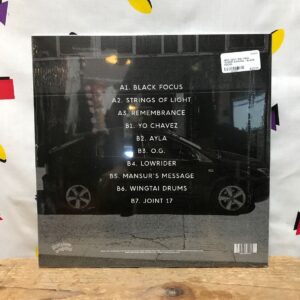 A1. BLACK FOCUS
A2. STRINGS OF LIGHT
A3. REMEMBRANCE
B1. YO CHAVEZ
B2. AYLA
B3. O.G.
B4. LOWRIDER
B5. MANSUR'S MESSAGE
B6. WINGTAI DRUMS
B7. JOINT 17